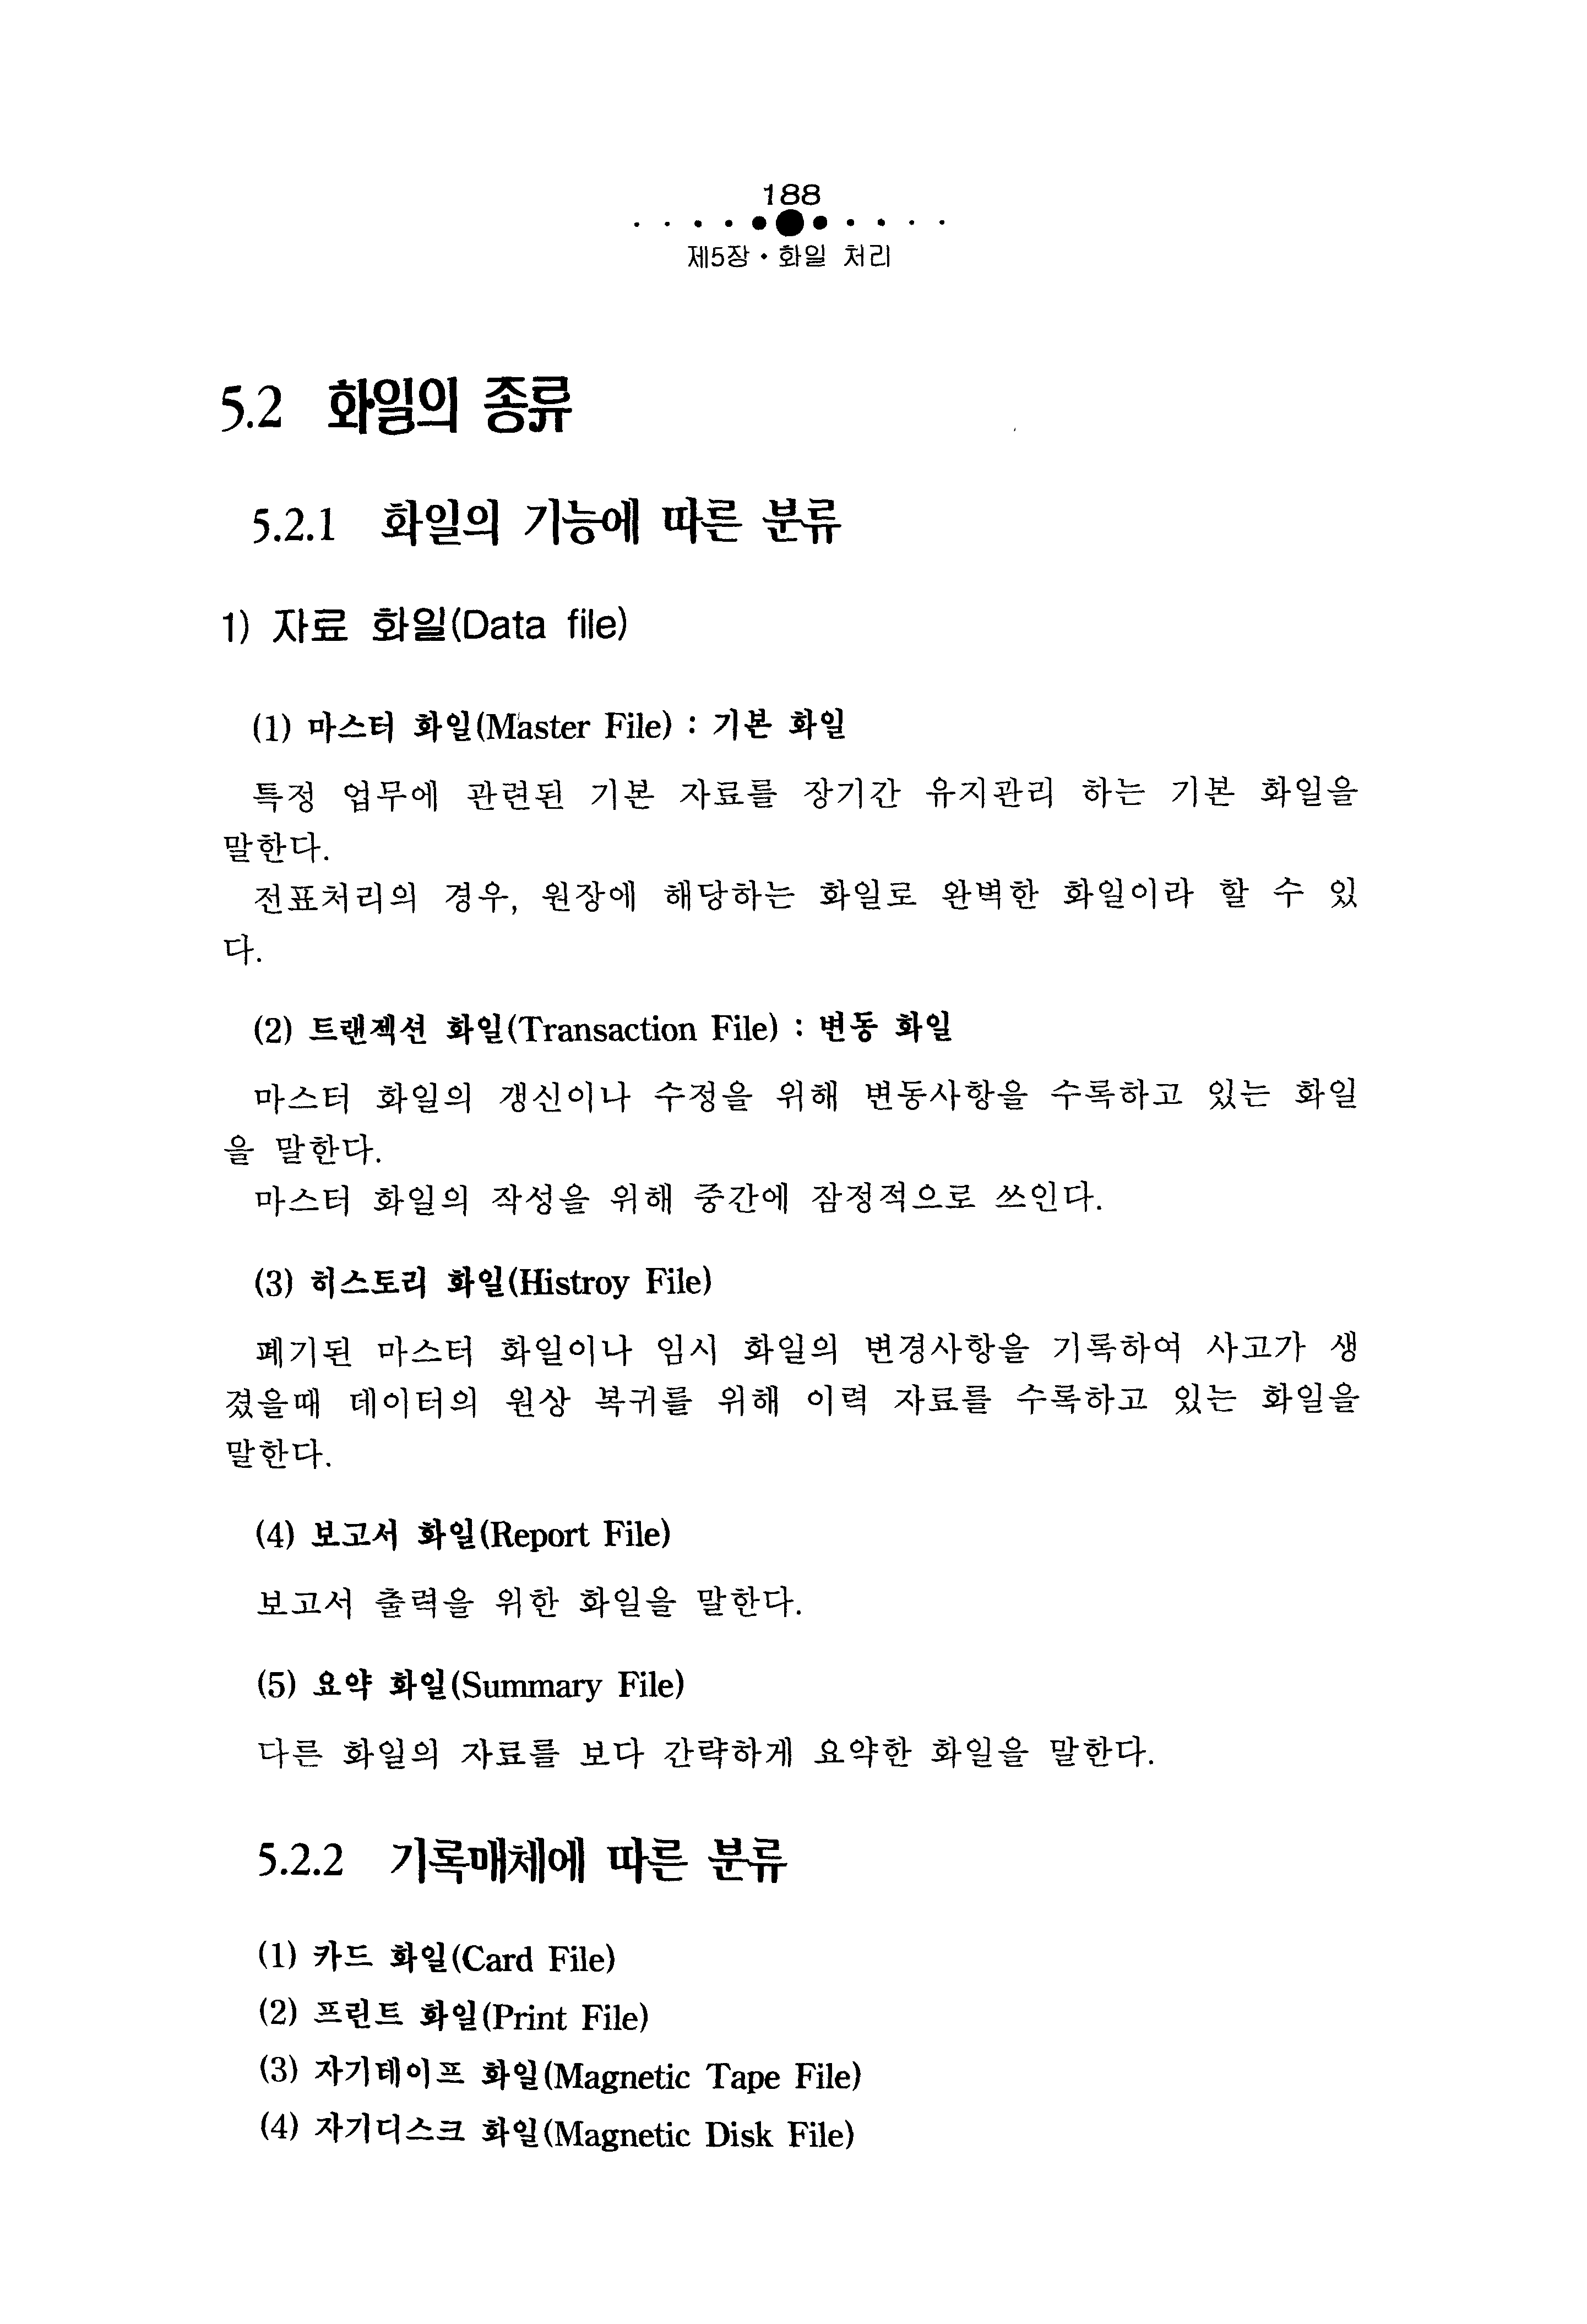 188
제5장 • 화일 처리
5.2 화일의 종류
5.2.1 화일의 기능에 따른 분류
1) 자료 화일(Data file)
(1) 마스터 화일(Master File) : 기본 화일
특정 업무에 관련된 기본 자료를 장기간 유지관리 하는 기본 화일을
말한다.
전표처리의 경우, 원장에 해당하는 화일로 완벽한 화일이라 할 수 있
다.
(2) 트랜젝션 화일(Transaction File) : 변동 화일
마스터 화일의 갱신이나 수정을 위해 변동사항을 수록하고 있는 화일
을 말한다.
마스터 화일의 작성을 위해 중간에 잠정적으로 쓰인다.
(3) 히스토리 화일(Histroy File)
폐기된 마스터 화일이나 임시 화일의 변경사항을 기록하여 사고가 생
겼을때 데이터의 원상 복귀를 위해 이력 자료를 수록하고 있는 화일을
말한다.
(4) 보고서 화일(Report File)
보고서 출력을 위한 화일을 말한다.
(5) 요약 화일(Summary File)
다른 화일의 자료를 보다 간략하게 요약한 화일을 말한다.
5.2.2 기록매체에 따른 분류
(1) 카드 화일(Card File)
(2) 프린트 화일(Print File)
(3) 자기테이프 화일(Magnetic Tape File)
(4) 자기디스크 화일(Magnetic Disk File)